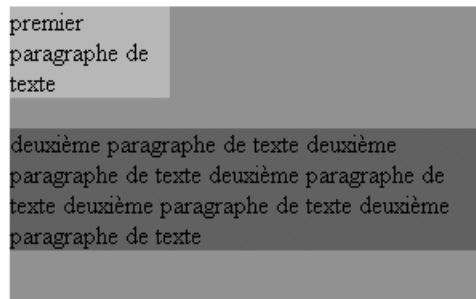 premier
paragraphe de
texte
deuxième paragraphe de texte deuxième
paragraphe de texte deuxième paragraphe de
texte deuxième paragraphe de texte deuxième
paragraphe de texte